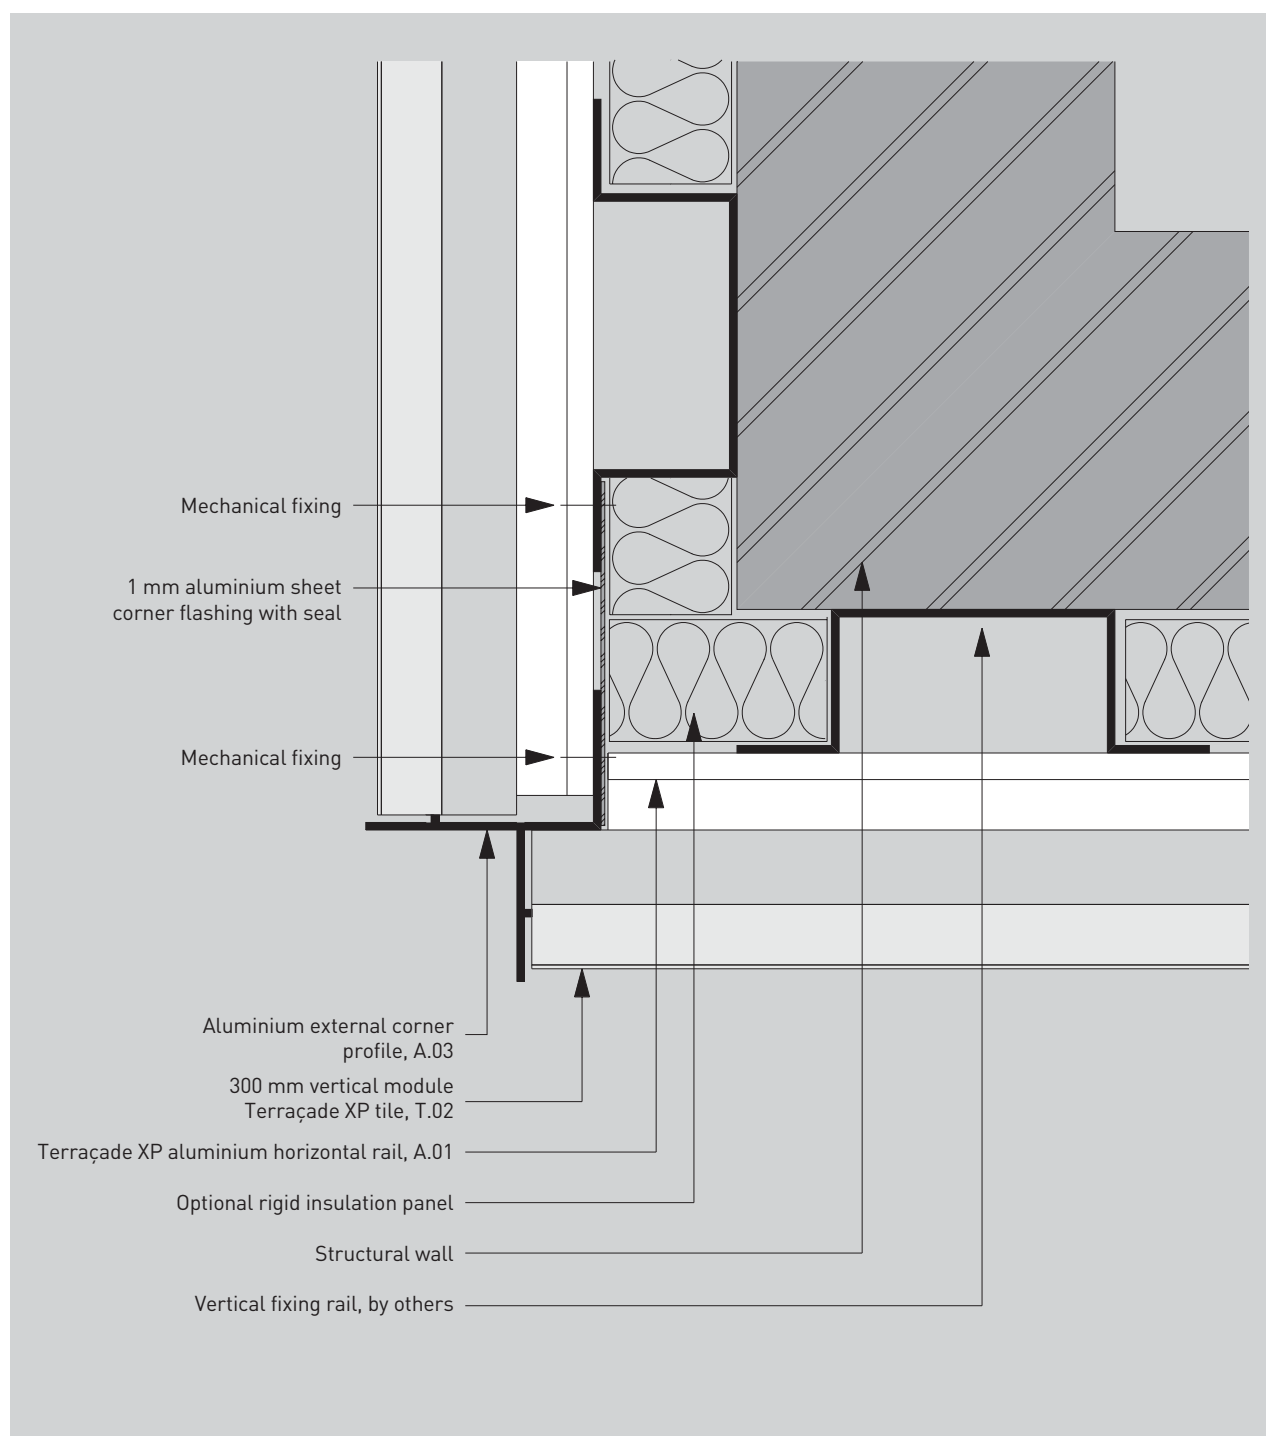 Mechanical fixing
1 mm aluminium sheet
corner flashing with seal
Mechanical fixing
Aluminium external corner
profile, A.03
300 mm vertical module
Terraçade XP tile, T.02
Terraçade XP aluminium horizontal rail, A.01
Optional rigid insulation panel
Structural wall
Vertical fixing rail, by others